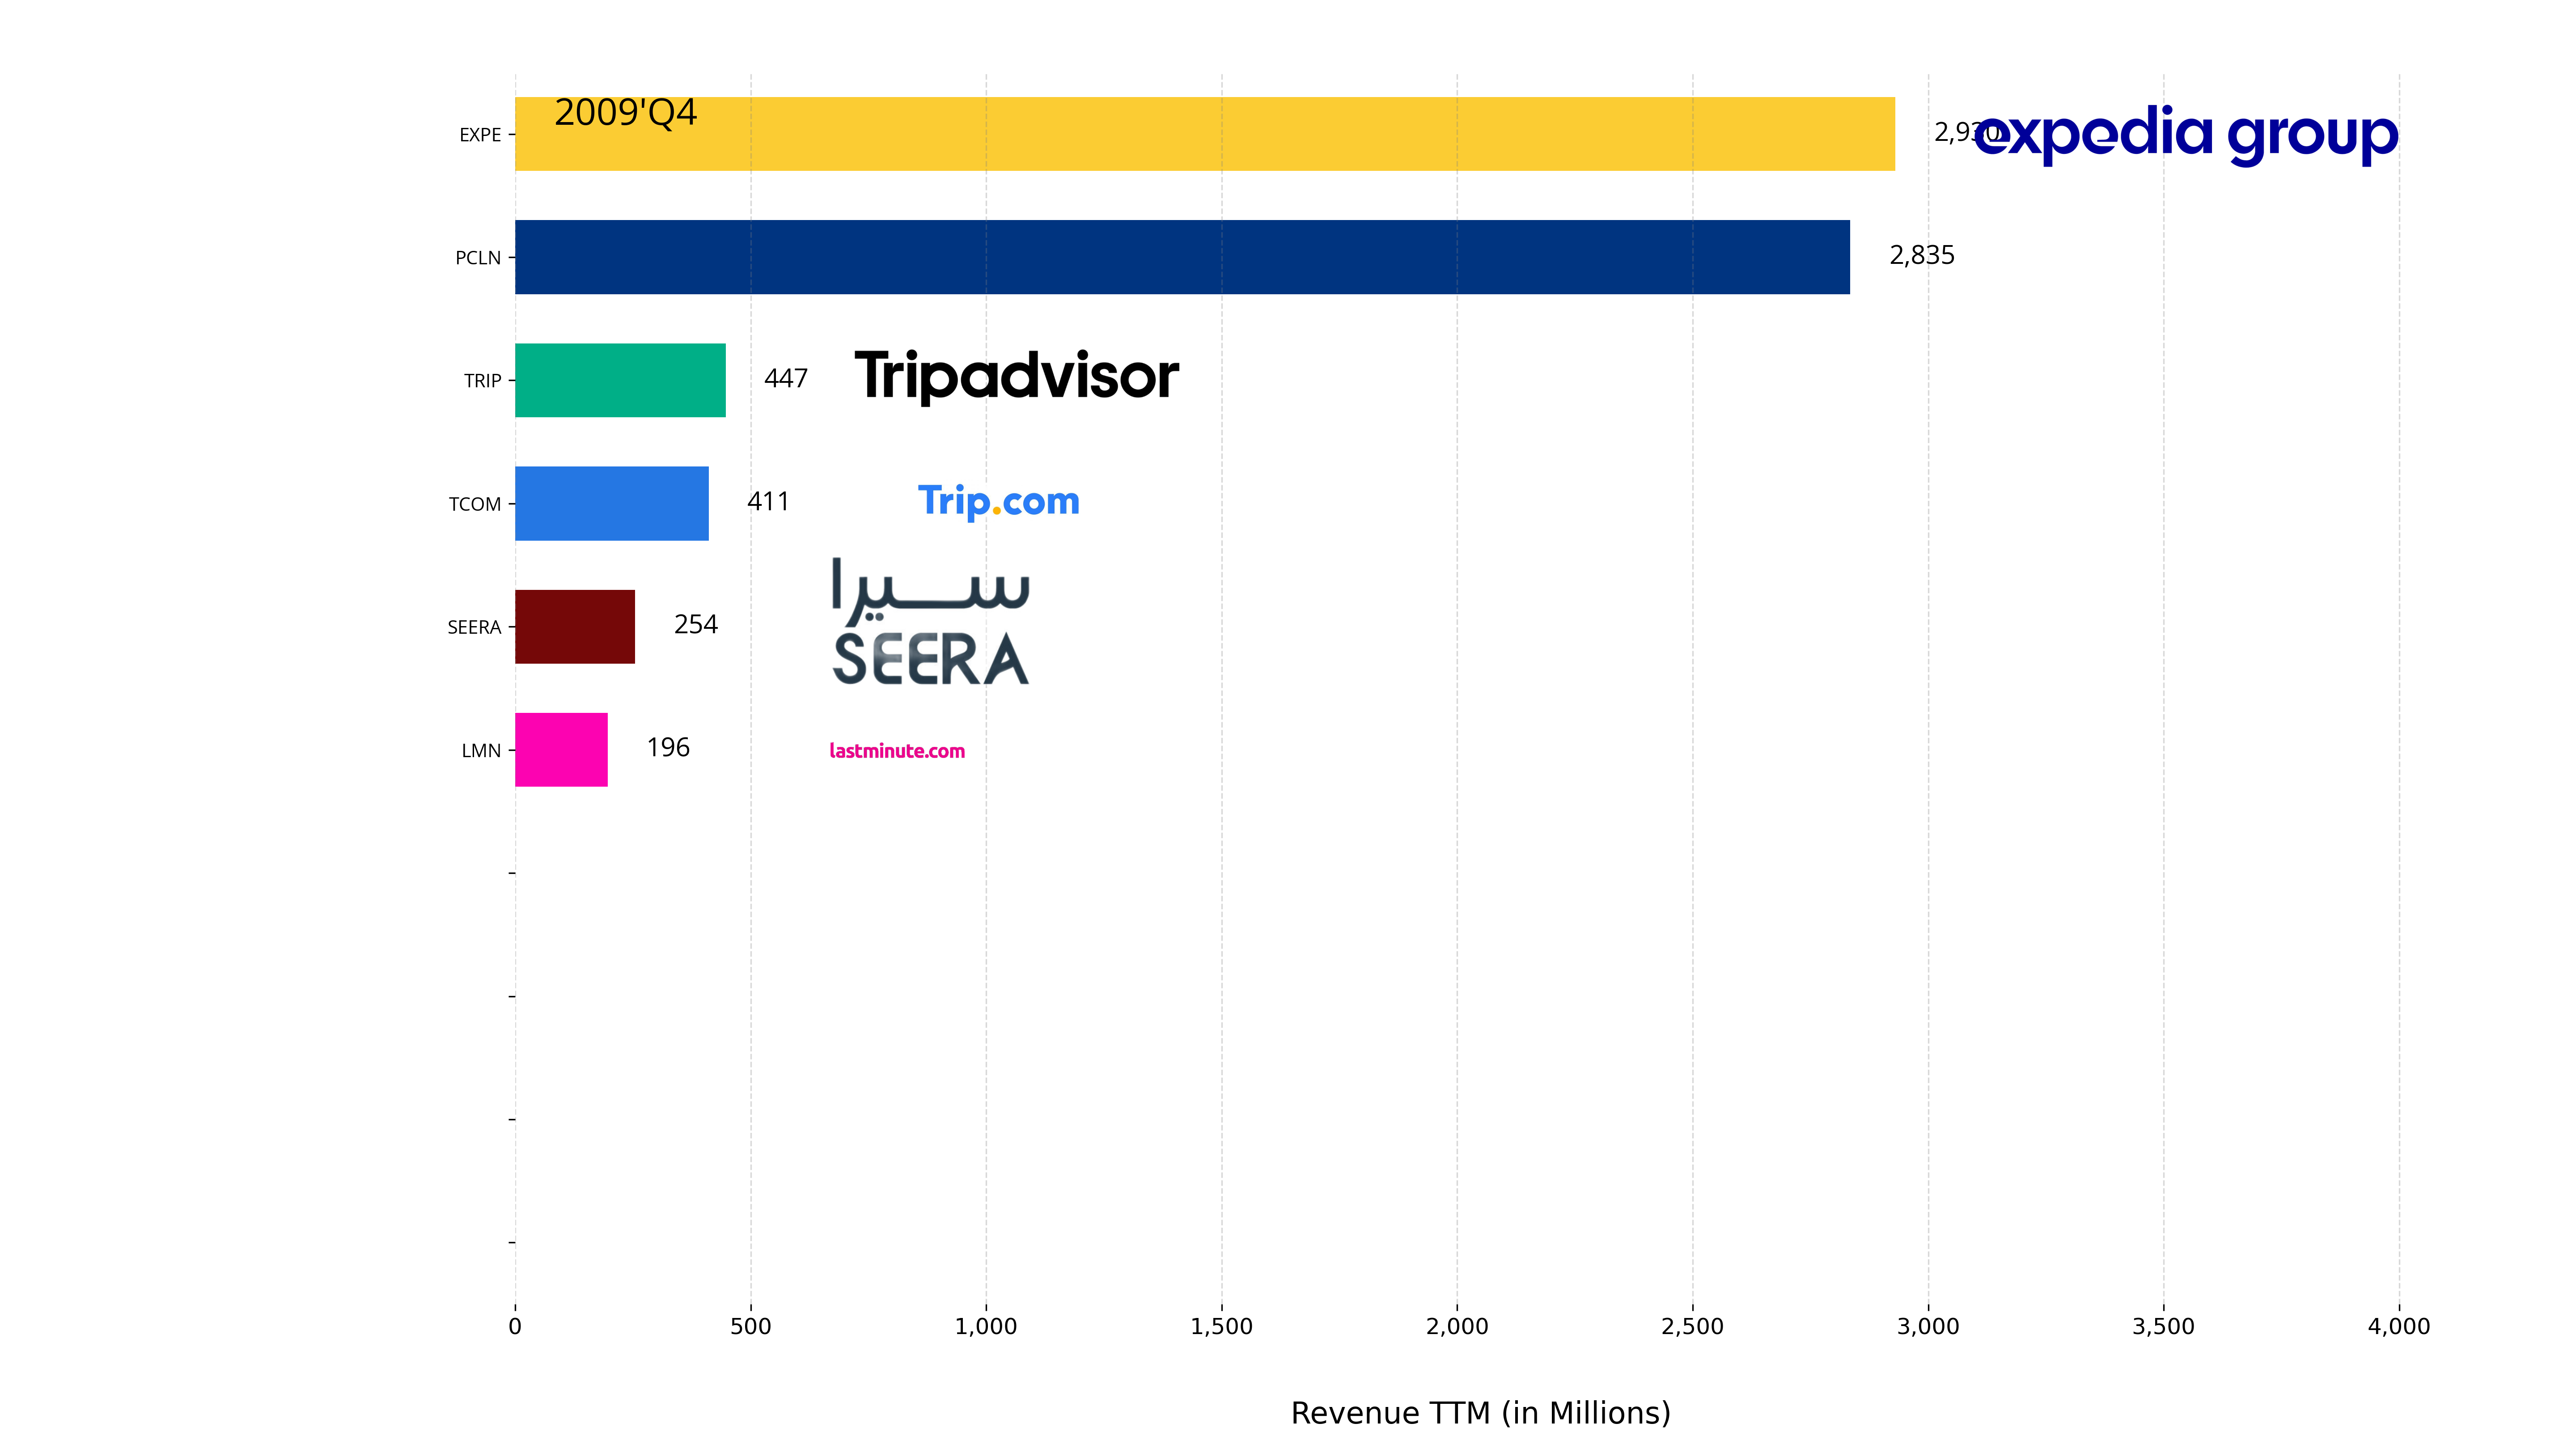 2009'Q4
EXPE
2,930
expedia group
PCLN
2,835
TRIP
447
Tripadvisor
TCOM
411
Trip.com
سيرا
SEERA
SEERA
254
LMN
196
lastminute.com
0
500
1,000
1,500
2,000
2,500
3,000
3,500
4,000
Revenue TTM (in Millions)